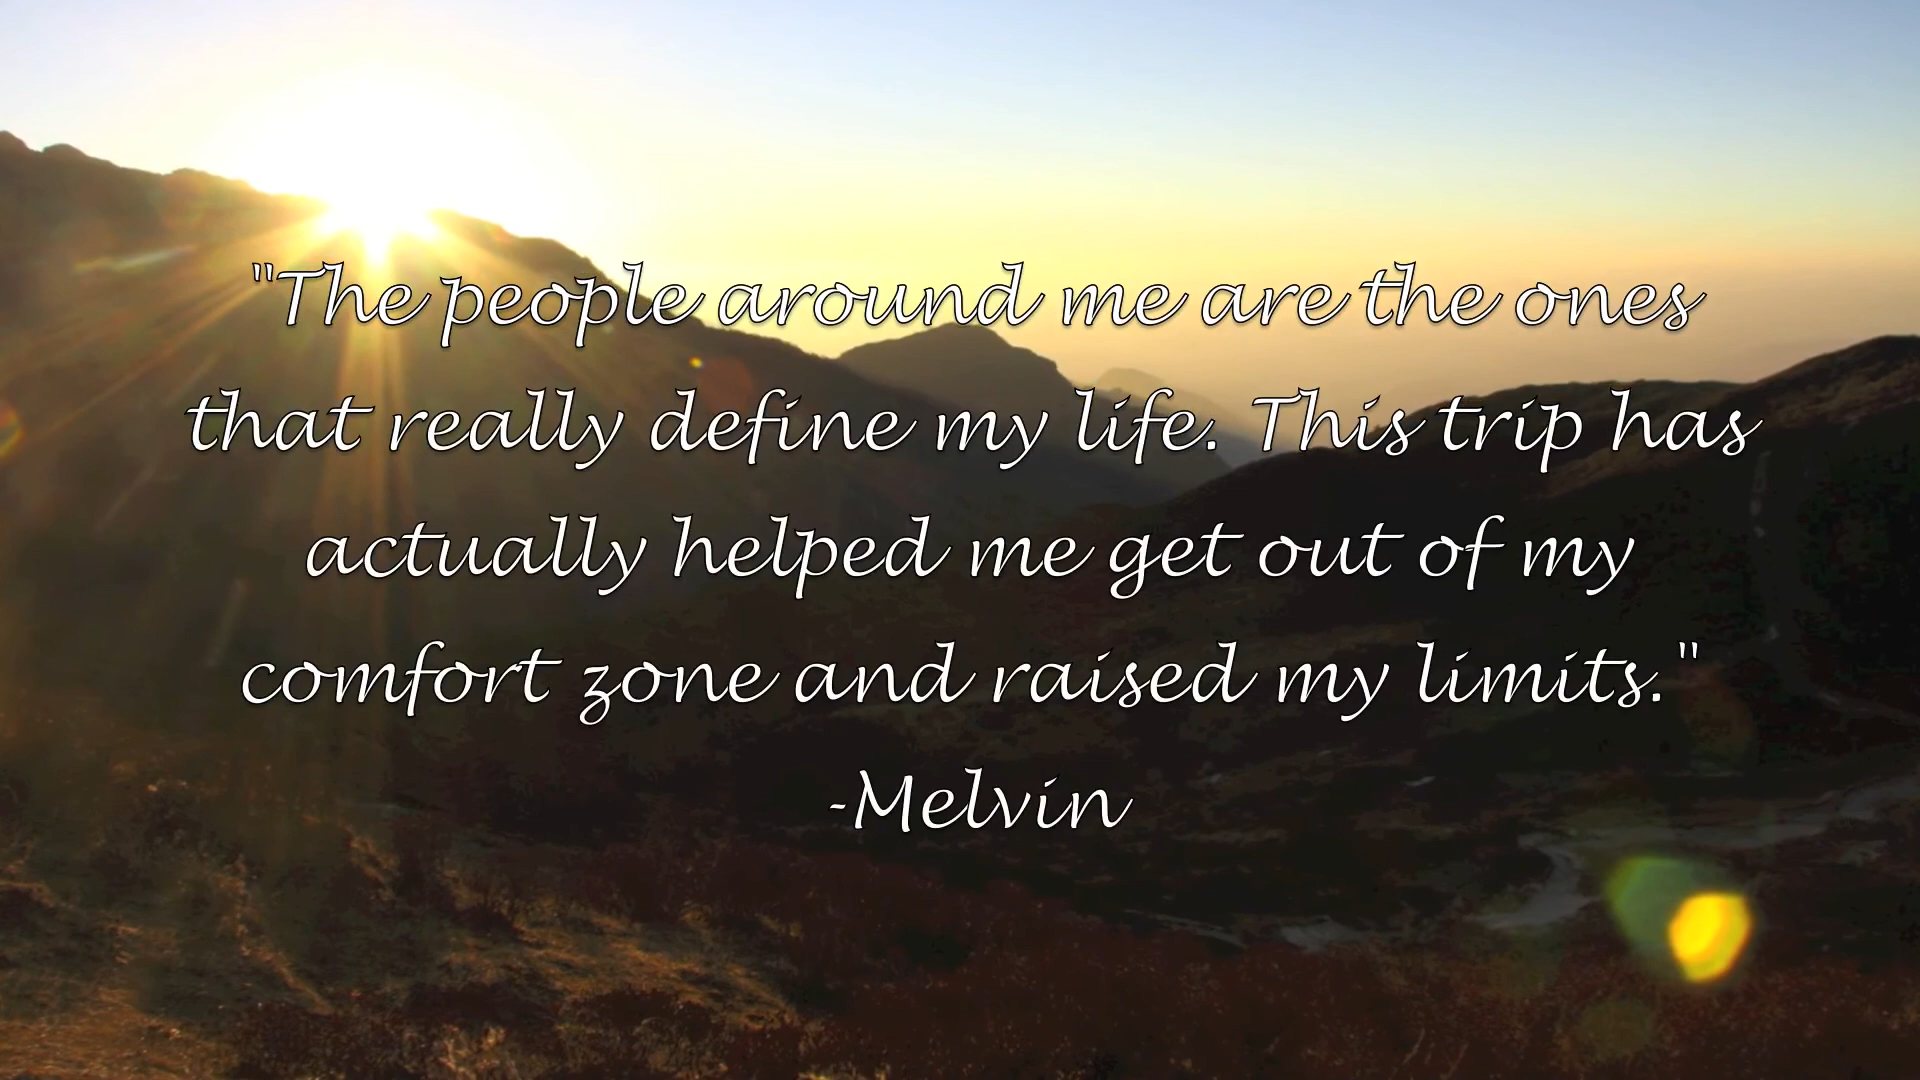 "The people around me are the ones
that really define my life. This trip has
actually helped me get out of my
comfort zone and raised my limits."
-Melvin